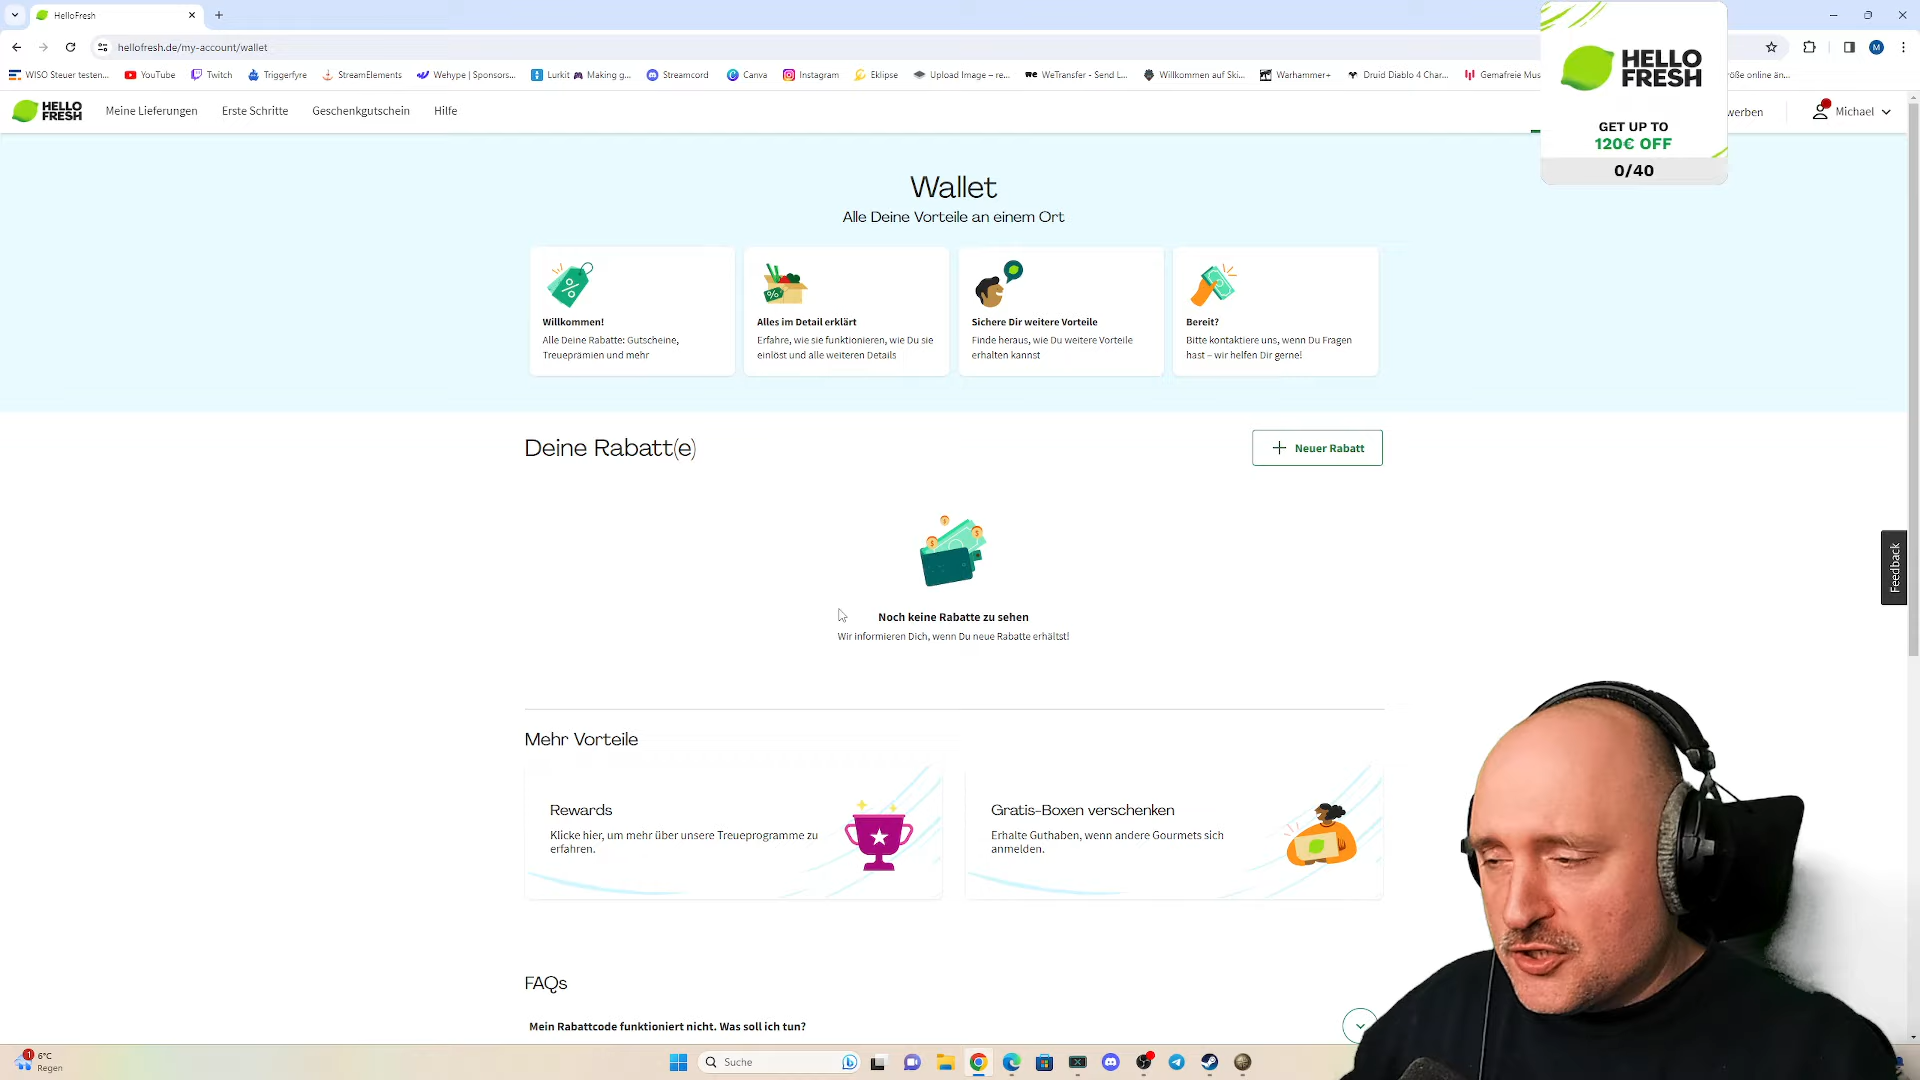 HelloFresh
hellofresh.de/my-account/wallet
WISO Steuer testen...
YouTube
Twitch
Triggerfyre
StreamElements
Wehype | Sponsors...
Lurkit 🎮 Making g...
Streamcord
Canva
Instagram
Eklipse
Upload Image – re...
WeTransfer - Send L...
Willkommen auf Ski...
Warhammer+
Druid Diablo 4 Char...
Gemafreie Mus
öße online än...
M
HELLO
FRESH
GET UP TO
120€ OFF
0/40
HELLO
FRESH
Meine Lieferungen
Erste Schritte
Geschenkgutschein
Hilfe
werben
Michael
Wallet
Alle Deine Vorteile an einem Ort
Willkommen!
Alle Deine Rabatte: Gutscheine,
Treueprämien und mehr
Alles im Detail erklärt
Erfahre, wie sie funktionieren, wie Du sie
einlöst und alle weiteren Details
Sichere Dir weitere Vorteile
Finde heraus, wie Du weitere Vorteile
erhalten kannst
Bereit?
Bitte kontaktiere uns, wenn Du Fragen
hast – wir helfen Dir gerne!
Deine Rabatt(e)
Neuer Rabatt
Noch keine Rabatte zu sehen
Wir informieren Dich, wenn Du neue Rabatte erhältst!
Feedback
Mehr Vorteile
Rewards
Klicke hier, um mehr über unsere Treueprogramme zu
erfahren.
Gratis-Boxen verschenken
Erhalte Guthaben, wenn andere Gourmets sich
anmelden.
FAQs
Mein Rabattcode funktioniert nicht. Was soll ich tun?
1
6°C
Regen
Suche